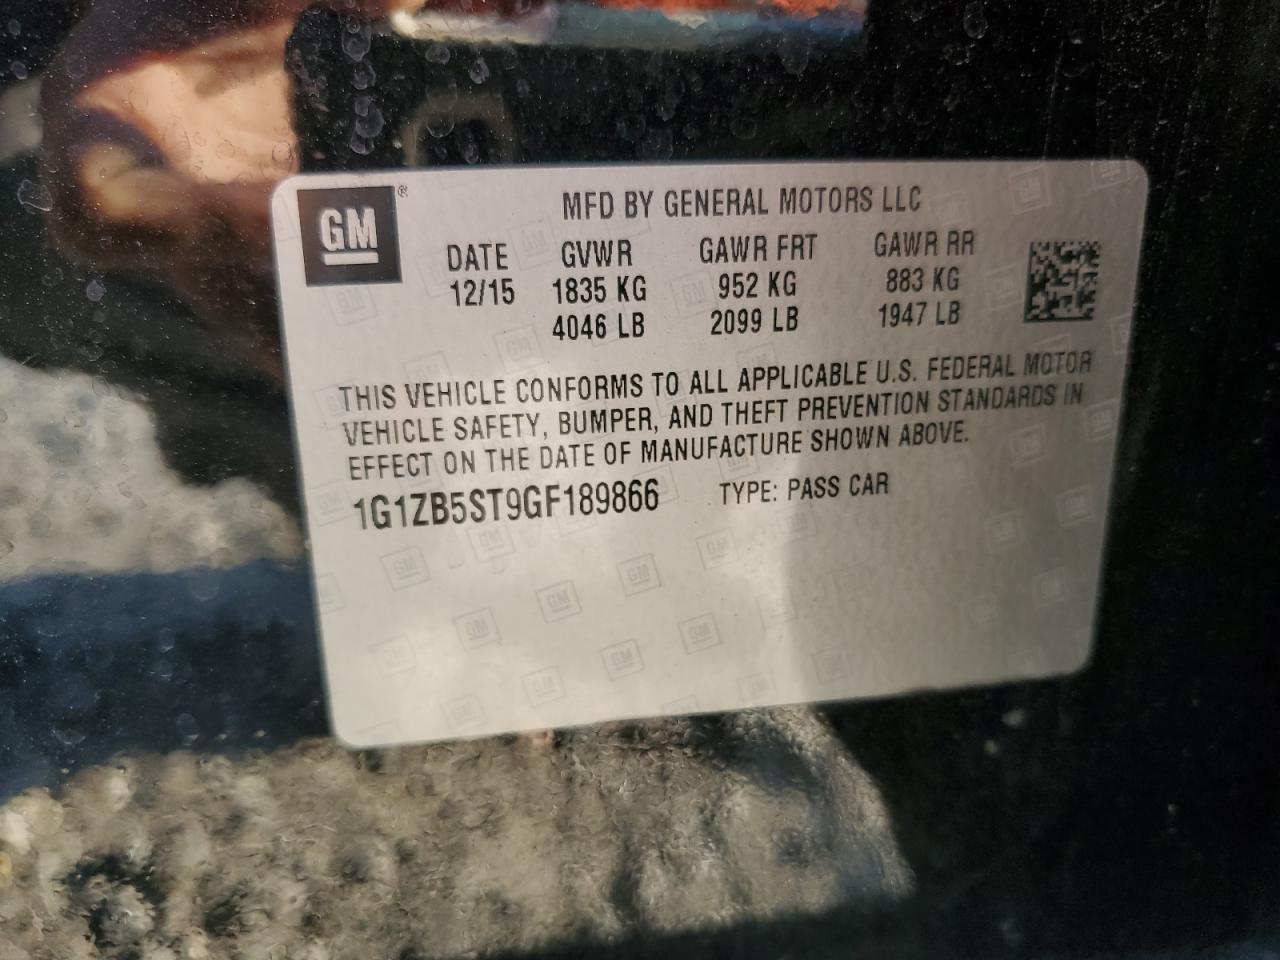 GM®
MFD BY GENERAL MOTORS LLC
DATE GVWR GAWR FRT GAWR RR
12/15 1835 KG 952 KG 883 KG
4046 LB 2099 LB 1947 LB
THIS VEHICLE CONFORMS TO ALL APPLICABLE U.S. FEDERAL MOTOR
VEHICLE SAFETY, BUMPER, AND THEFT PREVENTION STANDARDS IN
EFFECT ON THE DATE OF MANUFACTURE SHOWN ABOVE.
1G1ZB5ST9GF189866 TYPE: PASS CAR